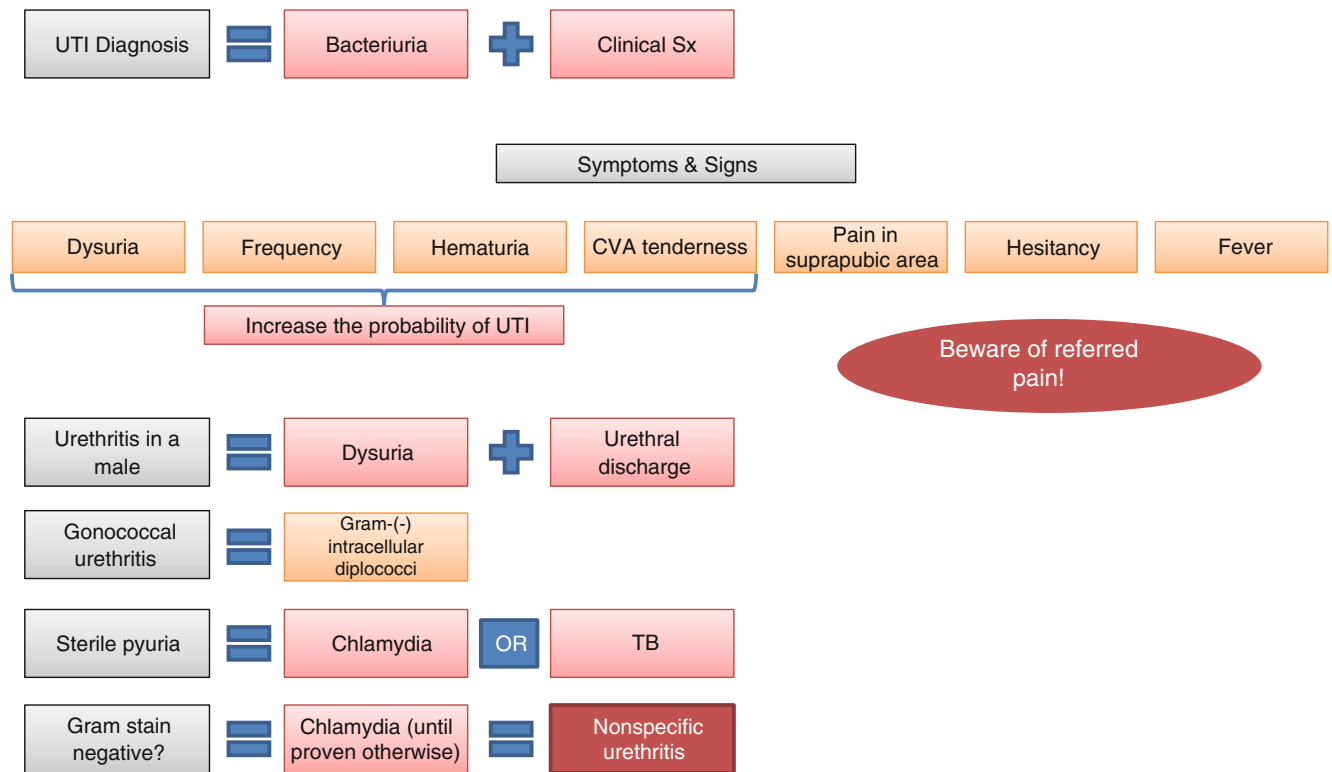 UTI Diagnosis
Bacteriuria
Clinical Sx
Symptoms & Signs
Dysuria
Frequency
Hematuria
CVA tenderness
Pain in
suprapubic area
Hesitancy
Fever
Increase the probability of UTI
Beware of referred
pain!
Urethritis in a
male
Dysuria
Urethral
discharge
Gonococcal
urethritis
Gram-(-)
intracellular
diplococci
Sterile pyuria
Chlamydia
OR
TB
Gram stain
negative?
Chlamydia (until
proven otherwise)
Nonspecific
urethritis